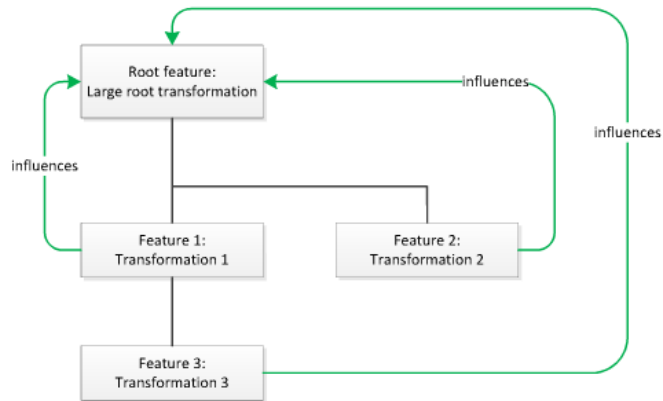 Root feature:
Large root transformation
influences
influences
influences
Feature 1:
Transformation 1
Feature 2:
Transformation 2
Feature 3:
Transformation 3